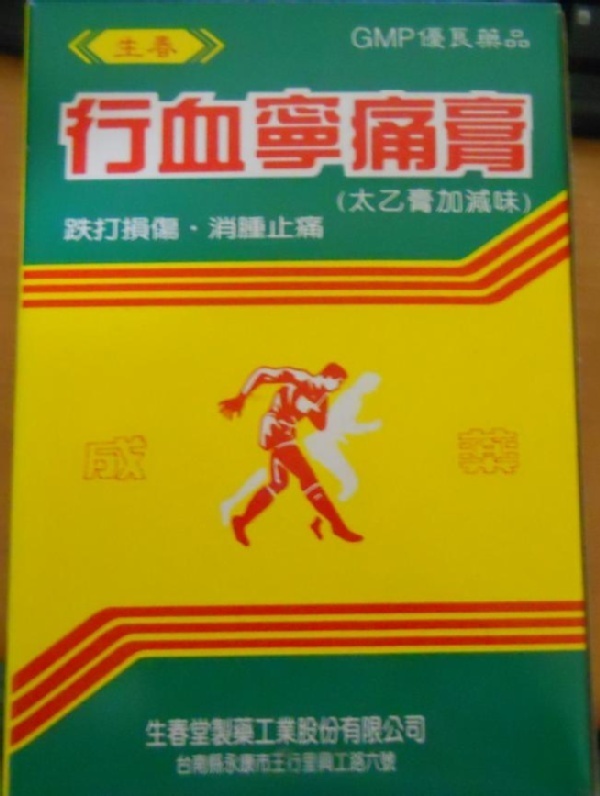 生春
GMP優良藥品
行血寧痛膏
(太乙膏加減味)
跌打損傷·消腫止痛
成 藥
生春堂製藥工業股份有限公司
台南縣永康市王行里興工路六號